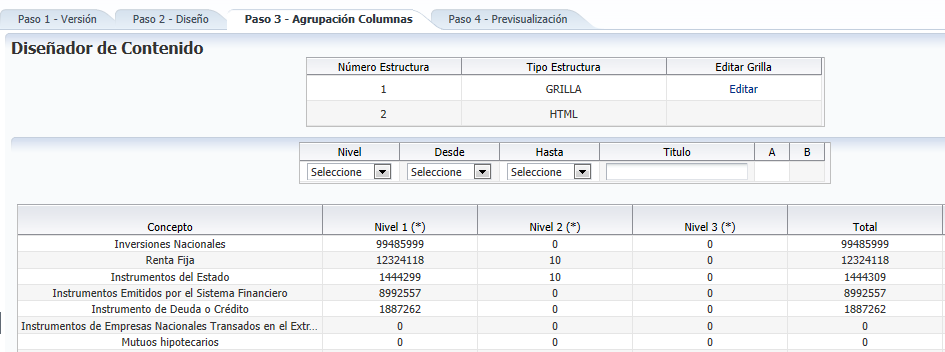 Paso 1 - Versión Paso 2 - Diseño Paso 3 - Agrupación Columnas Paso 4 - Previsualización
Diseñador de Contenido
Número Estructura Tipo Estructura Editar Grilla
1 GRILLA Editar
2 HTML
Nivel Desde Hasta Titulo A B
Seleccione Seleccione Seleccione
Concepto Nivel 1 (*) Nivel 2 (*) Nivel 3 (*) Total
Inversiones Nacionales 99485999 0 0 99485999
Renta Fija 12324118 10 0 12324118
Instrumentos del Estado 1444299 10 0 1444309
Instrumentos Emitidos por el Sistema Financiero 8992557 0 0 8992557
Instrumento de Deuda o Crédito 1887262 0 0 1887262
Instrumentos de Empresas Nacionales Transados en el Extr... 0 0 0 0
Mutuos hipotecarios 0 0 0 0